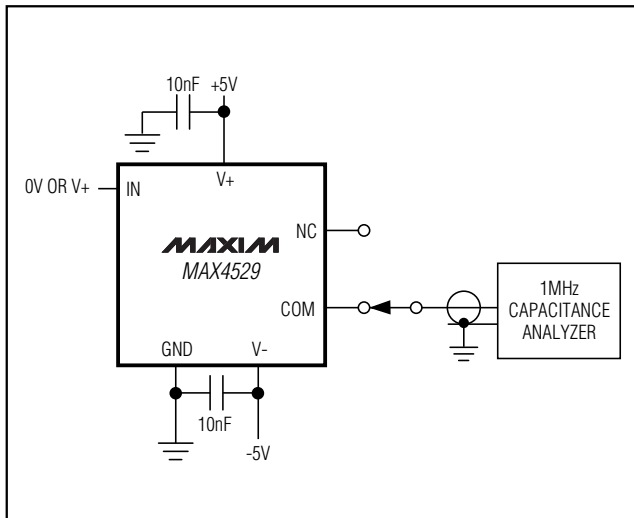 10nF
+5V
0V OR V+
IN
V+
NC
MAXIM
MAX4529
COM
1MHz
CAPACITANCE
ANALYZER
GND
V-
10nF
-5V